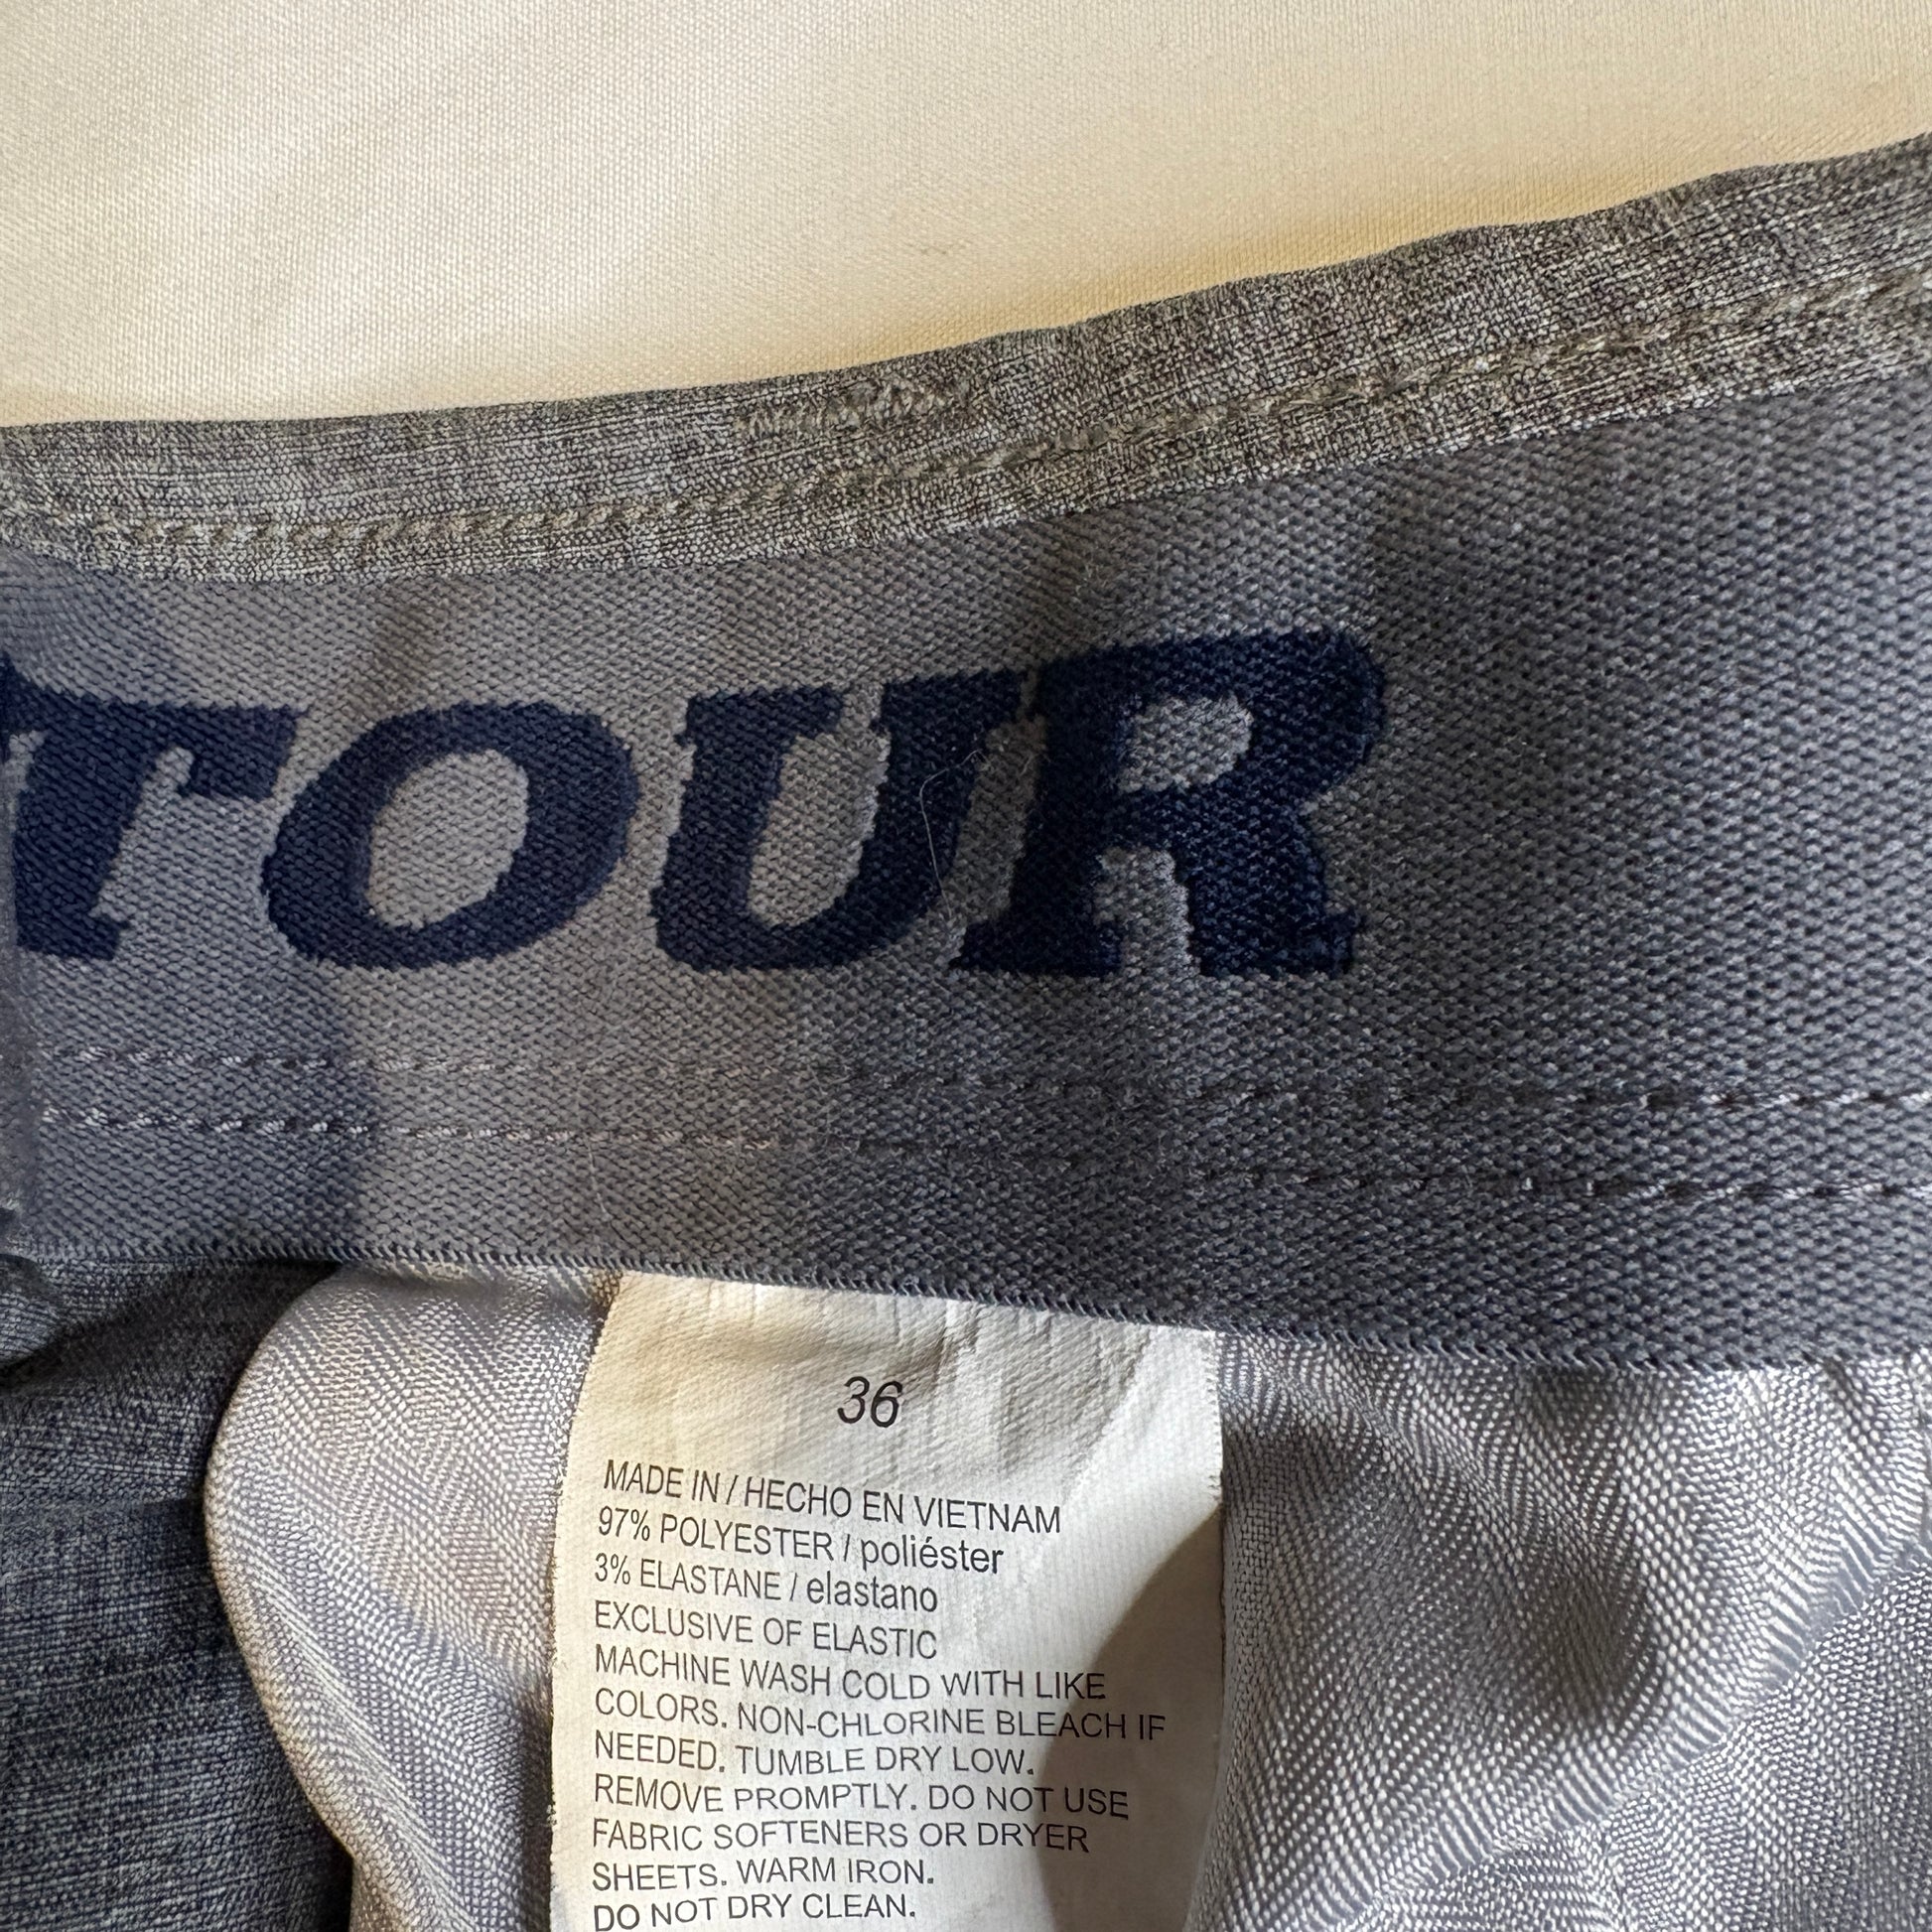 TOUR
36
MADE IN / HECHO EN VIETNAM
97% POLYESTER / poliéster
3% ELASTANE / elastano
EXCLUSIVE OF ELASTIC
MACHINE WASH COLD WITH LIKE
COLORS. NON-CHLORINE BLEACH IF
NEEDED. TUMBLE DRY LOW.
REMOVE PROMPTLY. DO NOT USE
FABRIC SOFTENERS OR DRYER
SHEETS. WARM IRON.
DO NOT DRY CLEAN.